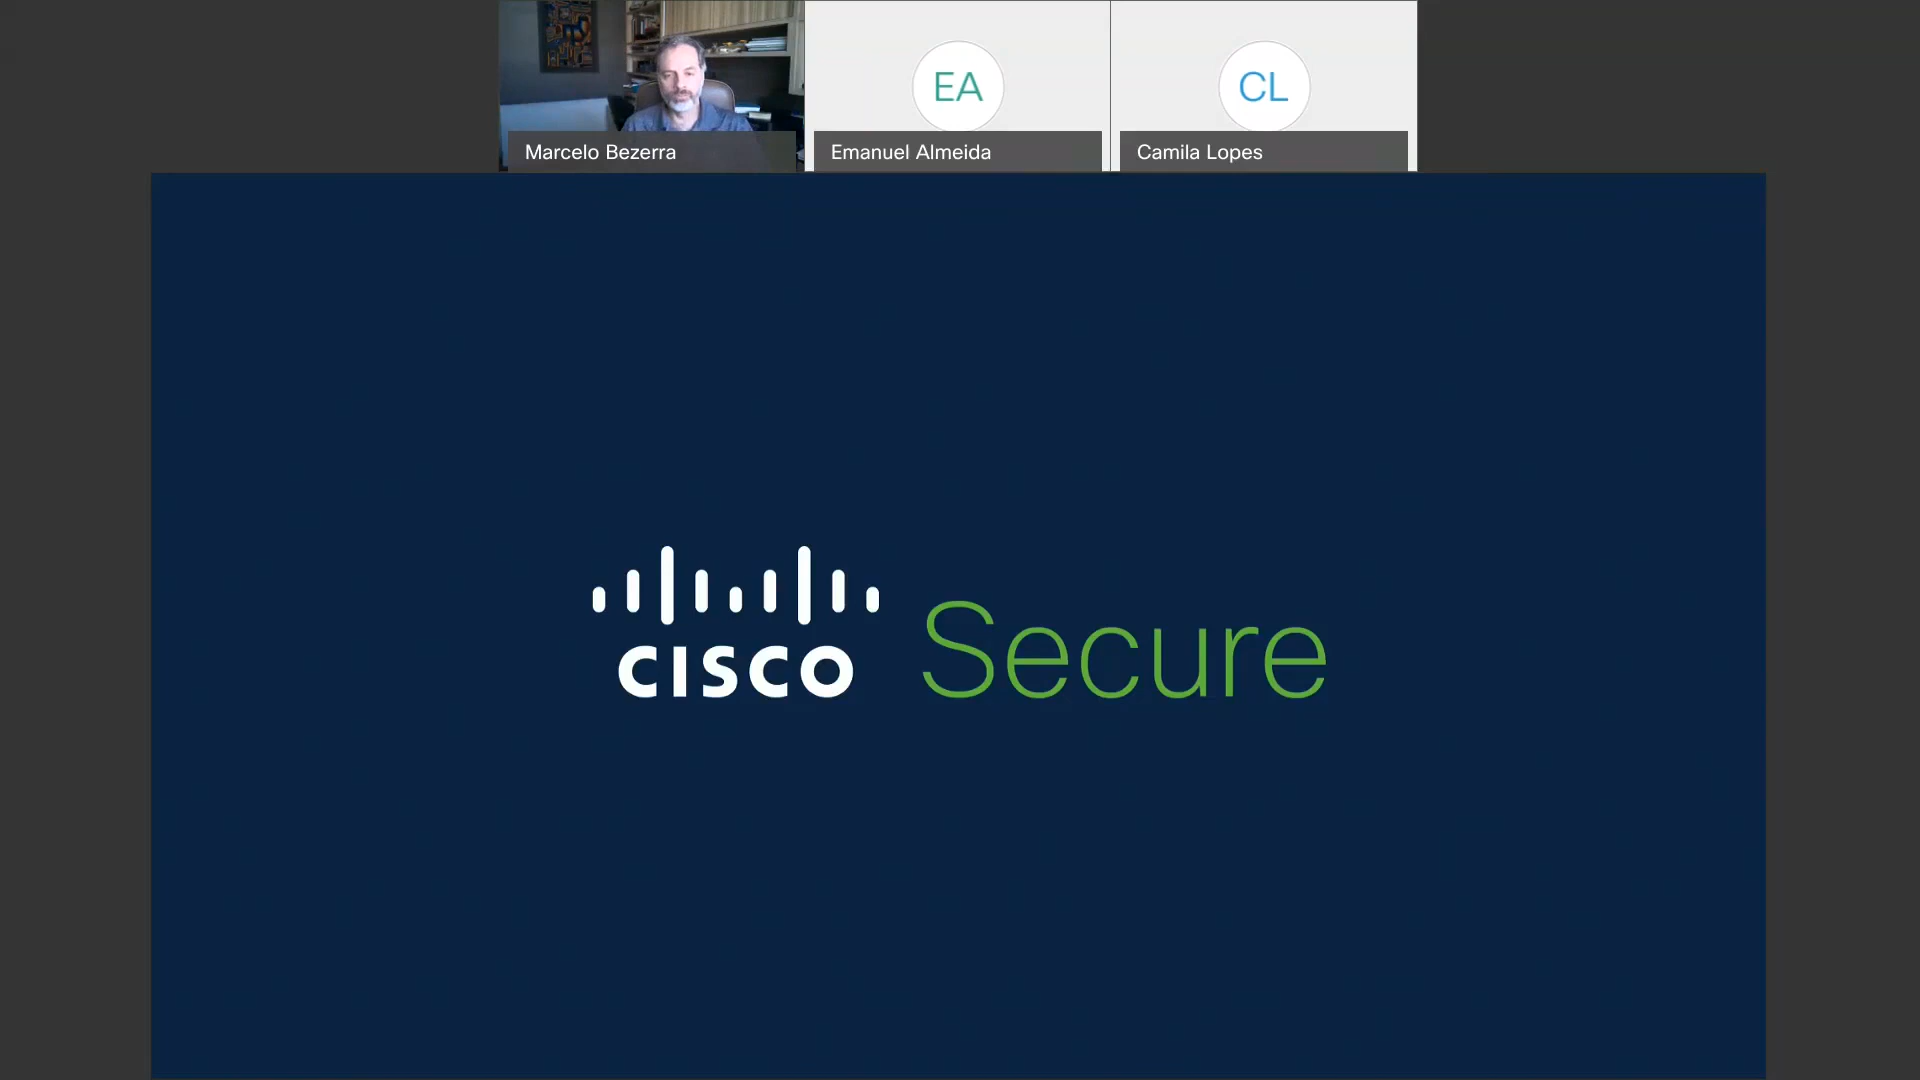 EA
CL
Marcelo Bezerra
Emanuel Almeida
Camila Lopes
CISCO Secure